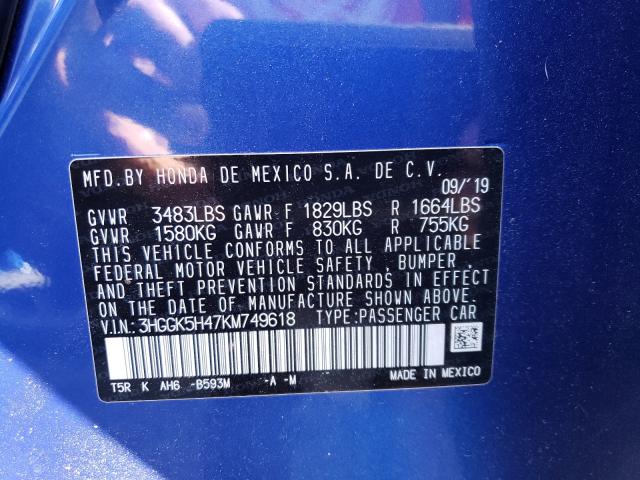 MFD.BY HONDA DE MEXICO S.A. DE C.V.
09/'19
GVWR 3483LBS GAWR F 1829LBS R 1664LBS
GVWR 1580KG GAWR F 830KG R 755KG
THIS VEHICLE CONFORMS TO ALL APPLICABLE
FEDERAL MOTOR VEHICLE SAFETY, BUMPER,
AND THEFT PREVENTION STANDARDS IN EFFECT
ON THE DATE OF MANUFACTURE SHOWN ABOVE.
V.I.N.: 3HGGK5H47KM749618 TYPE:PASSENGER CAR
T5R K AH6 -B593M -A -M MADE IN MEXICO